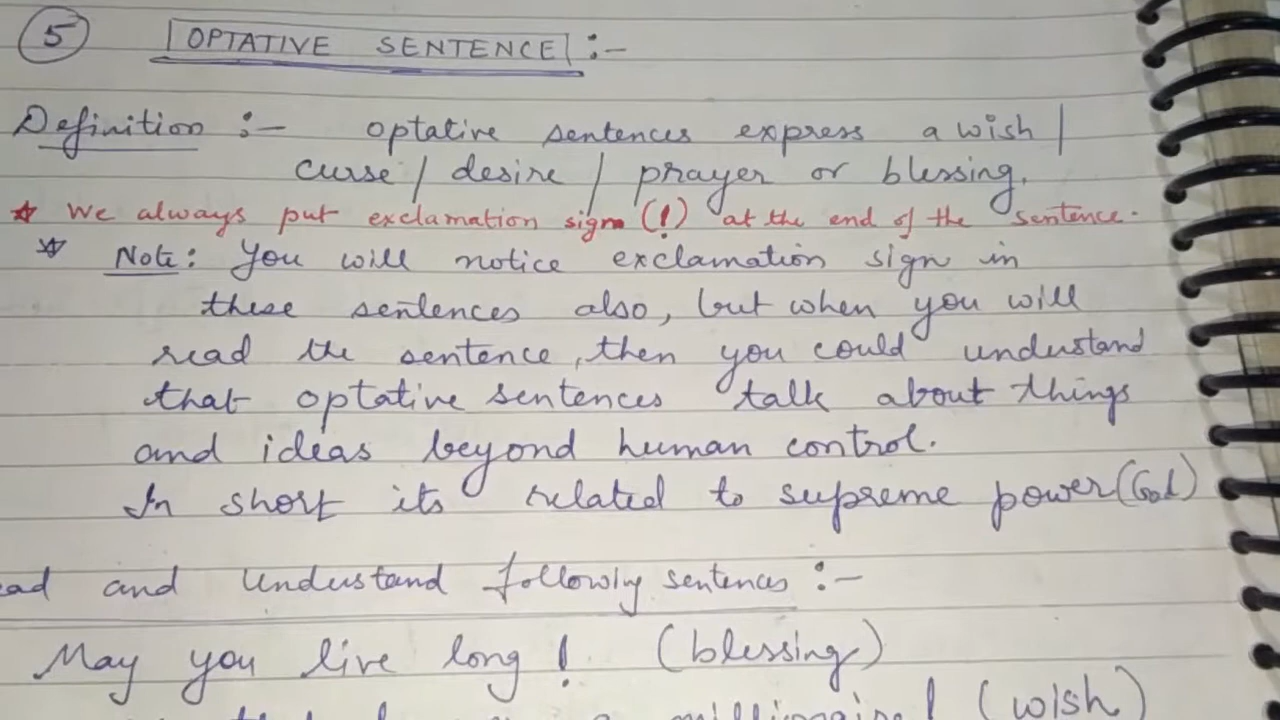 5 OPTATIVE SENTENCE :-
Definition :- optative sentences express a wish /
curse / desire / prayer or blessing.
☆ We always put exclamation sign (!) at the end of the sentence.
☆ Note: You will notice exclamation sign in
these sentences also, but when you will
read the sentence, then you could understand
that optative sentences talk about things
and ideas beyond human control.
In short its related to supreme power (God)
and understand following sentences :-
May you live long ! (blessing)
millionaire! (wish)